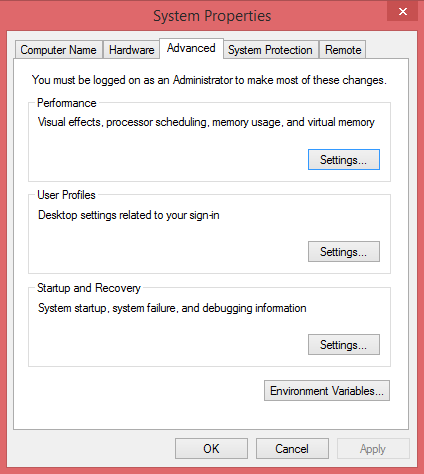 System Properties
Computer Name Hardware Advanced System Protection Remote
You must be logged on as an Administrator to make most of these changes.
Performance
Visual effects, processor scheduling, memory usage, and virtual memory
Settings...
User Profiles
Desktop settings related to your sign-in
Settings...
Startup and Recovery
System startup, system failure, and debugging information
Settings...
Environment Variables...
OK Cancel Apply